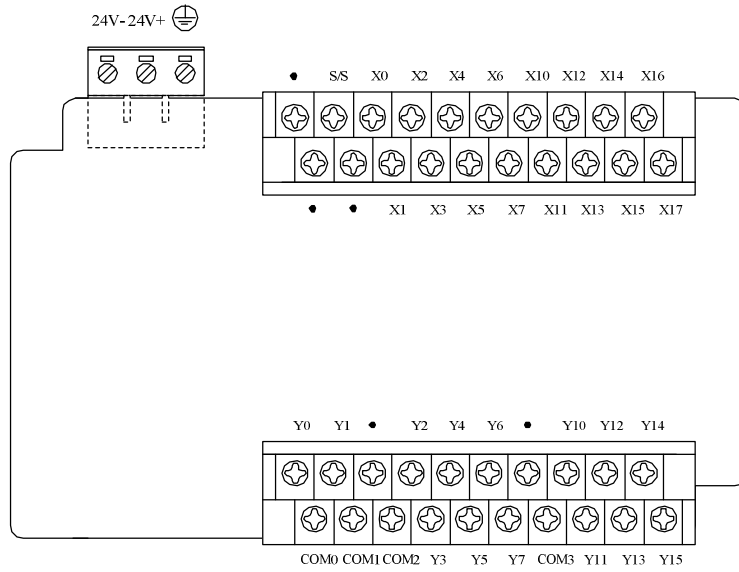 24V- 24V+
• S/S X0 X2 X4 X6 X10 X12 X14 X16
• • X1 X3 X5 X7 X11 X13 X15 X17
Y0 Y1 • Y2 Y4 Y6 • Y10 Y12 Y14
COM0 COM1 COM2 Y3 Y5 Y7 COM3 Y11 Y13 Y15